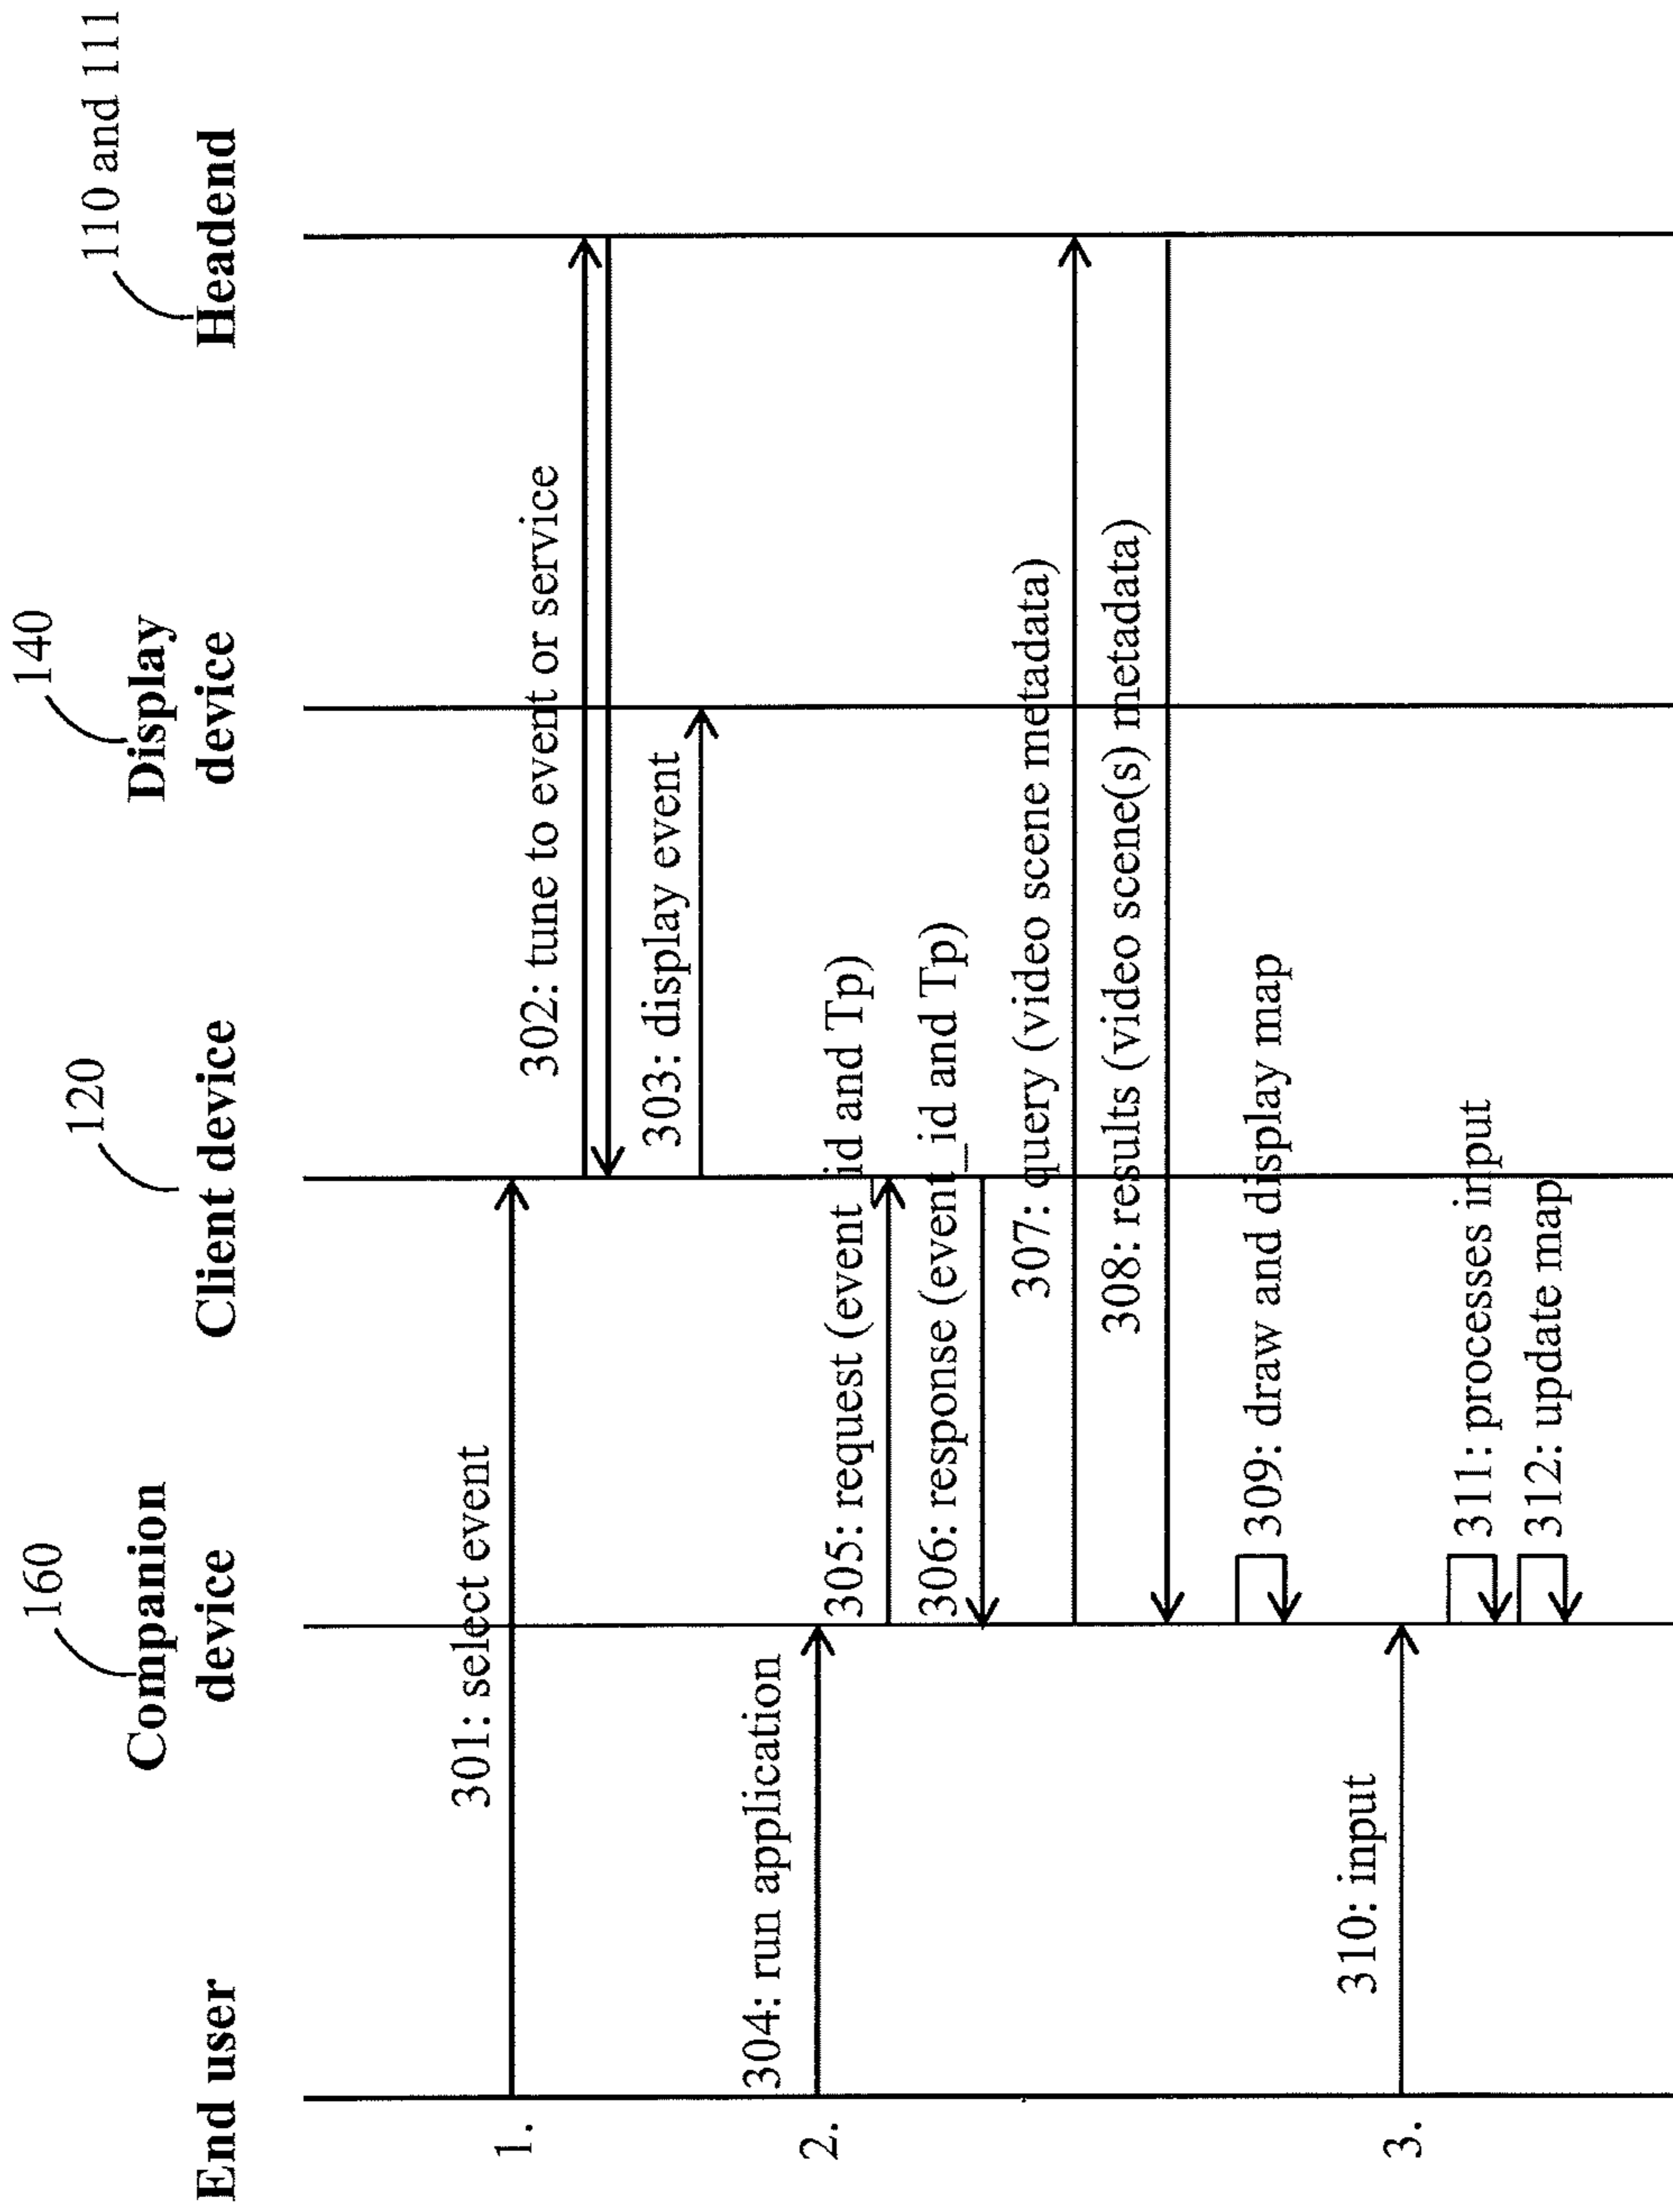 End user
160
Companion
device
120
Client device
140
Display
device
110 and 111
Headend
1.
301: select event
302: tune to event or service
303: display event
2.
304: run application
305: request (event_id and Tp)
306: response (event_id and Tp)
307: query (video scene metadata)
308: results (video scene(s) metadata)
309: draw and display map
3.
310: input
311: processes input
312: update map